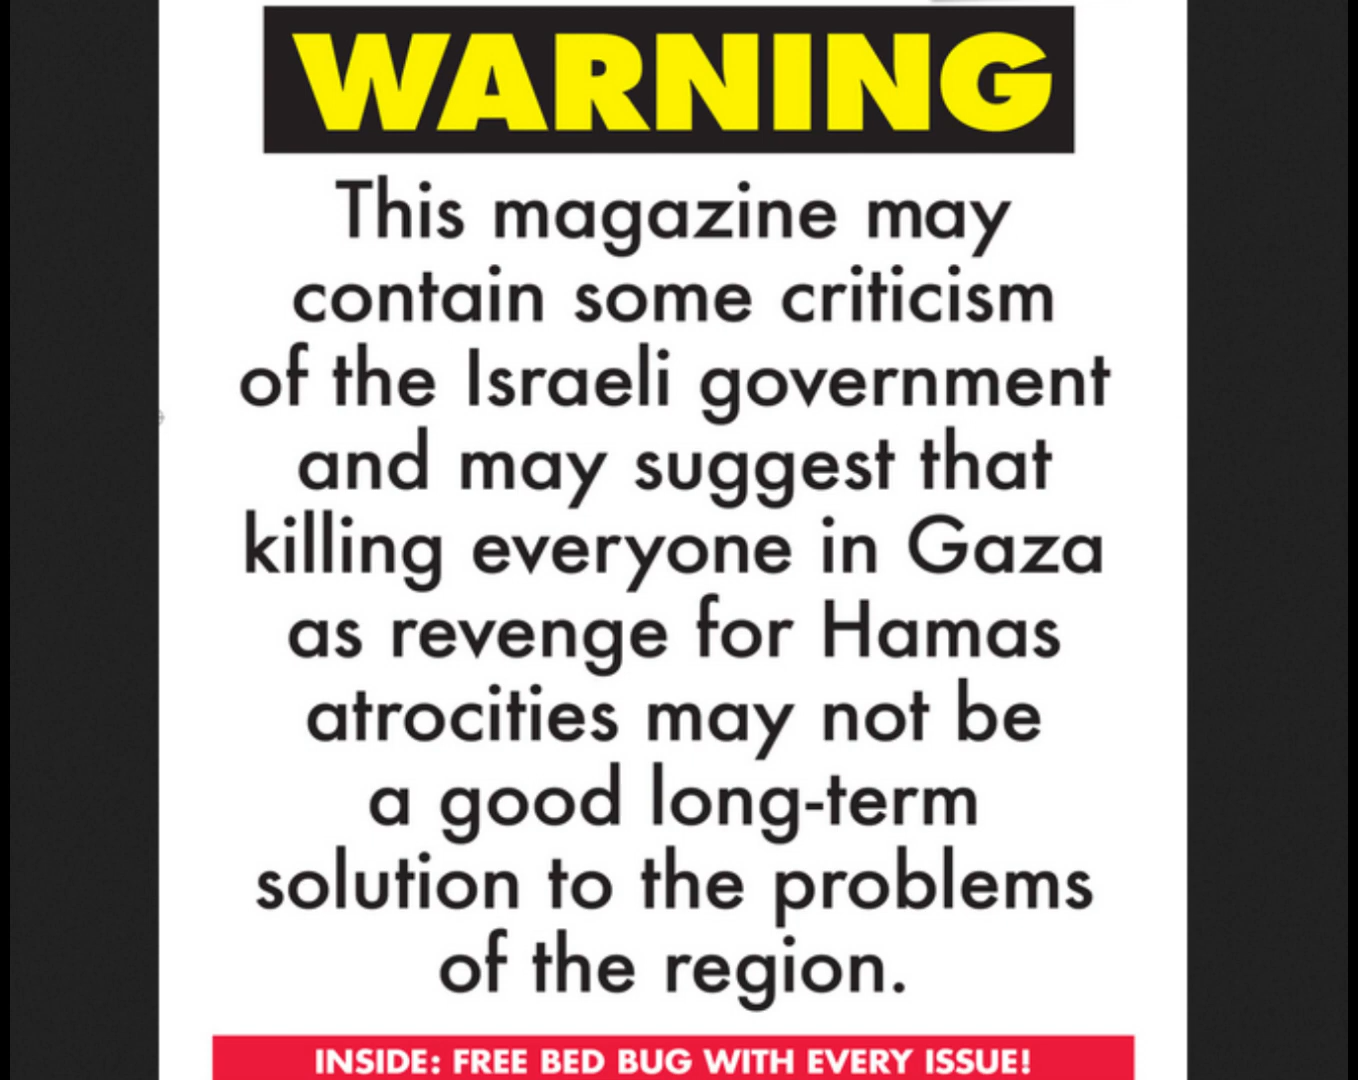 WARNING
This magazine may
contain some criticism
of the Israeli government
and may suggest that
killing everyone in Gaza
as revenge for Hamas
atrocities may not be
a good long-term
solution to the problems
of the region.
INSIDE: FREE BED BUG WITH EVERY ISSUE!